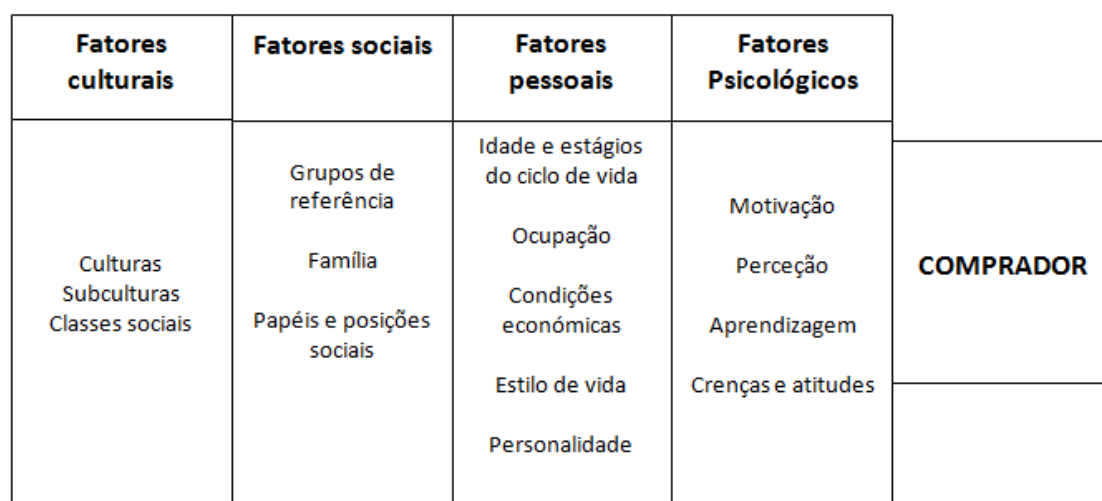 Fatores
culturais
Fatores sociais
Fatores
pessoais
Fatores
Psicológicos
Culturas
Subculturas
Classes sociais
Grupos de
referência
Família
Papéis e posições
sociais
Idade e estágios
do ciclo de vida
Ocupação
Condições
económicas
Estilo de vida
Personalidade
Motivação
Perceção
Aprendizagem
Crenças e atitudes
COMPRADOR